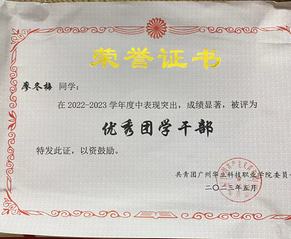 荣誉证书
廖冬梅 同学:
在2022-2023学年度中表现突出，成绩显著，被评为
优秀团学干部
特发此证，以资鼓励。
共青团广州华立科技职业学院委员
二〇二三年五月